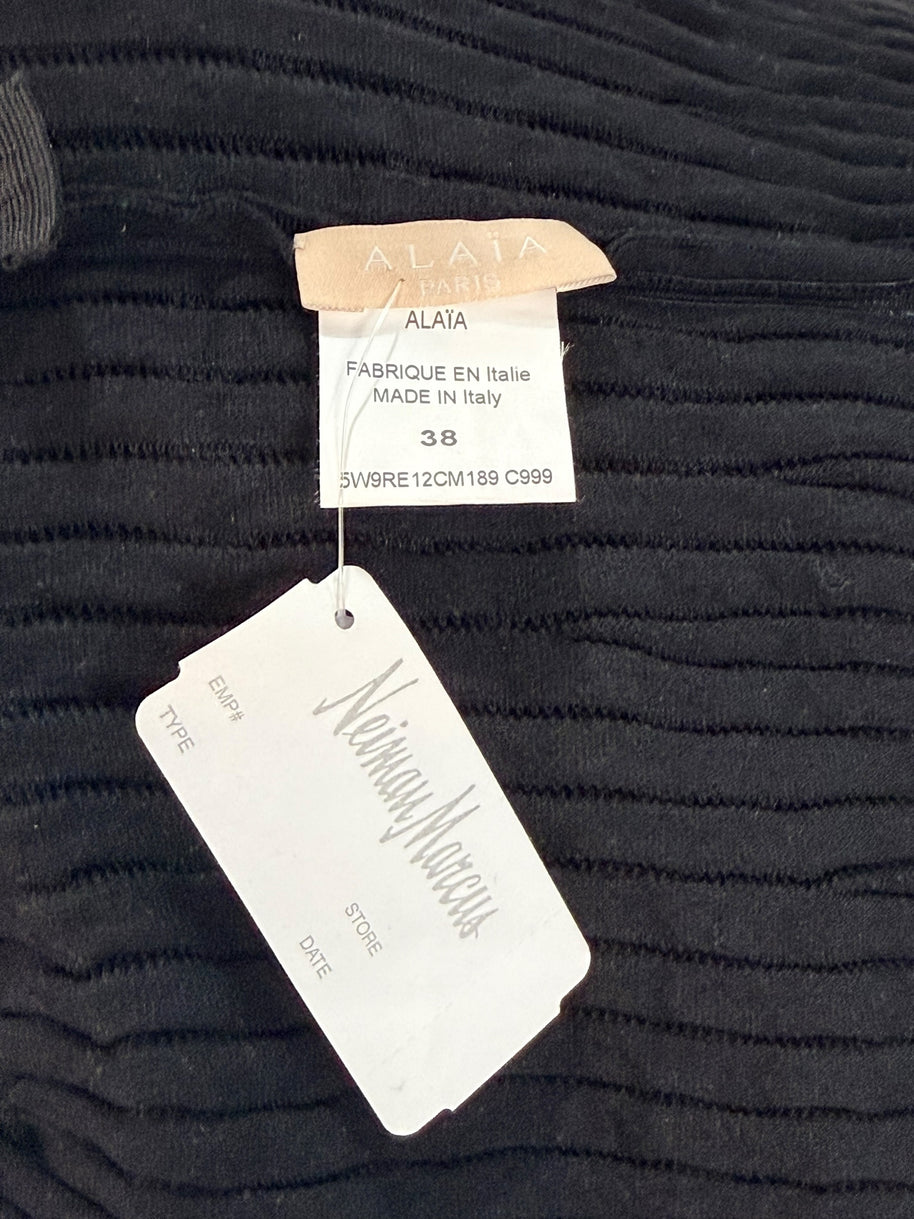 ALAÏA
PARIS
ALAÏA
FABRIQUE EN Italie
MADE IN Italy
38
5W9RE12CM189 C999
Neiman Marcus
EMP#
TYPE
STORE
DATE